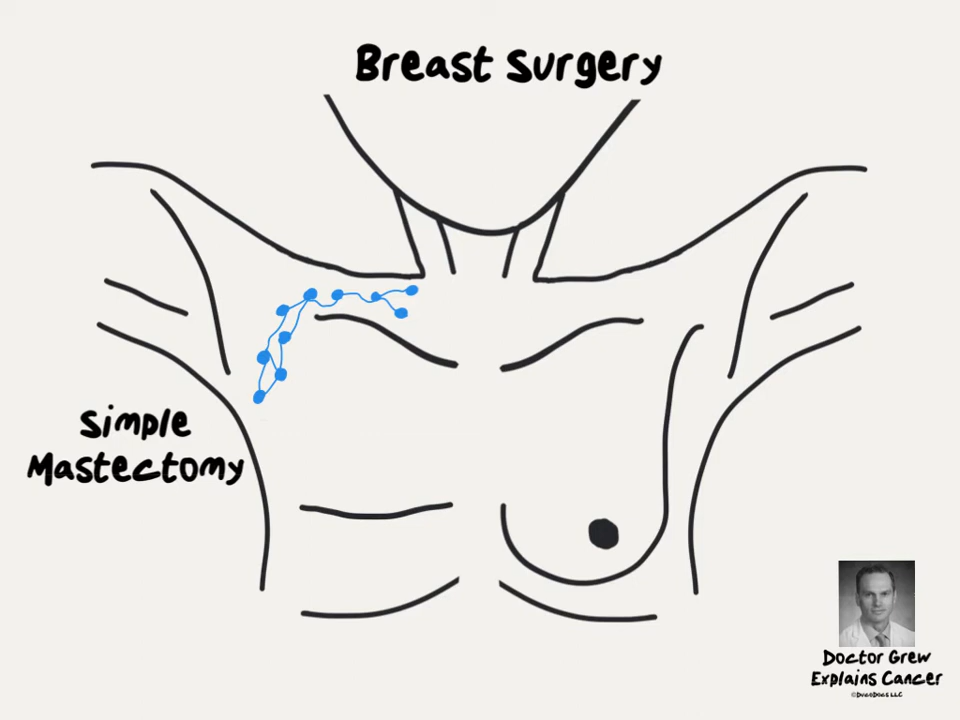 Breast Surgery
Simple
Mastectomy
Doctor Grew
Explains Cancer